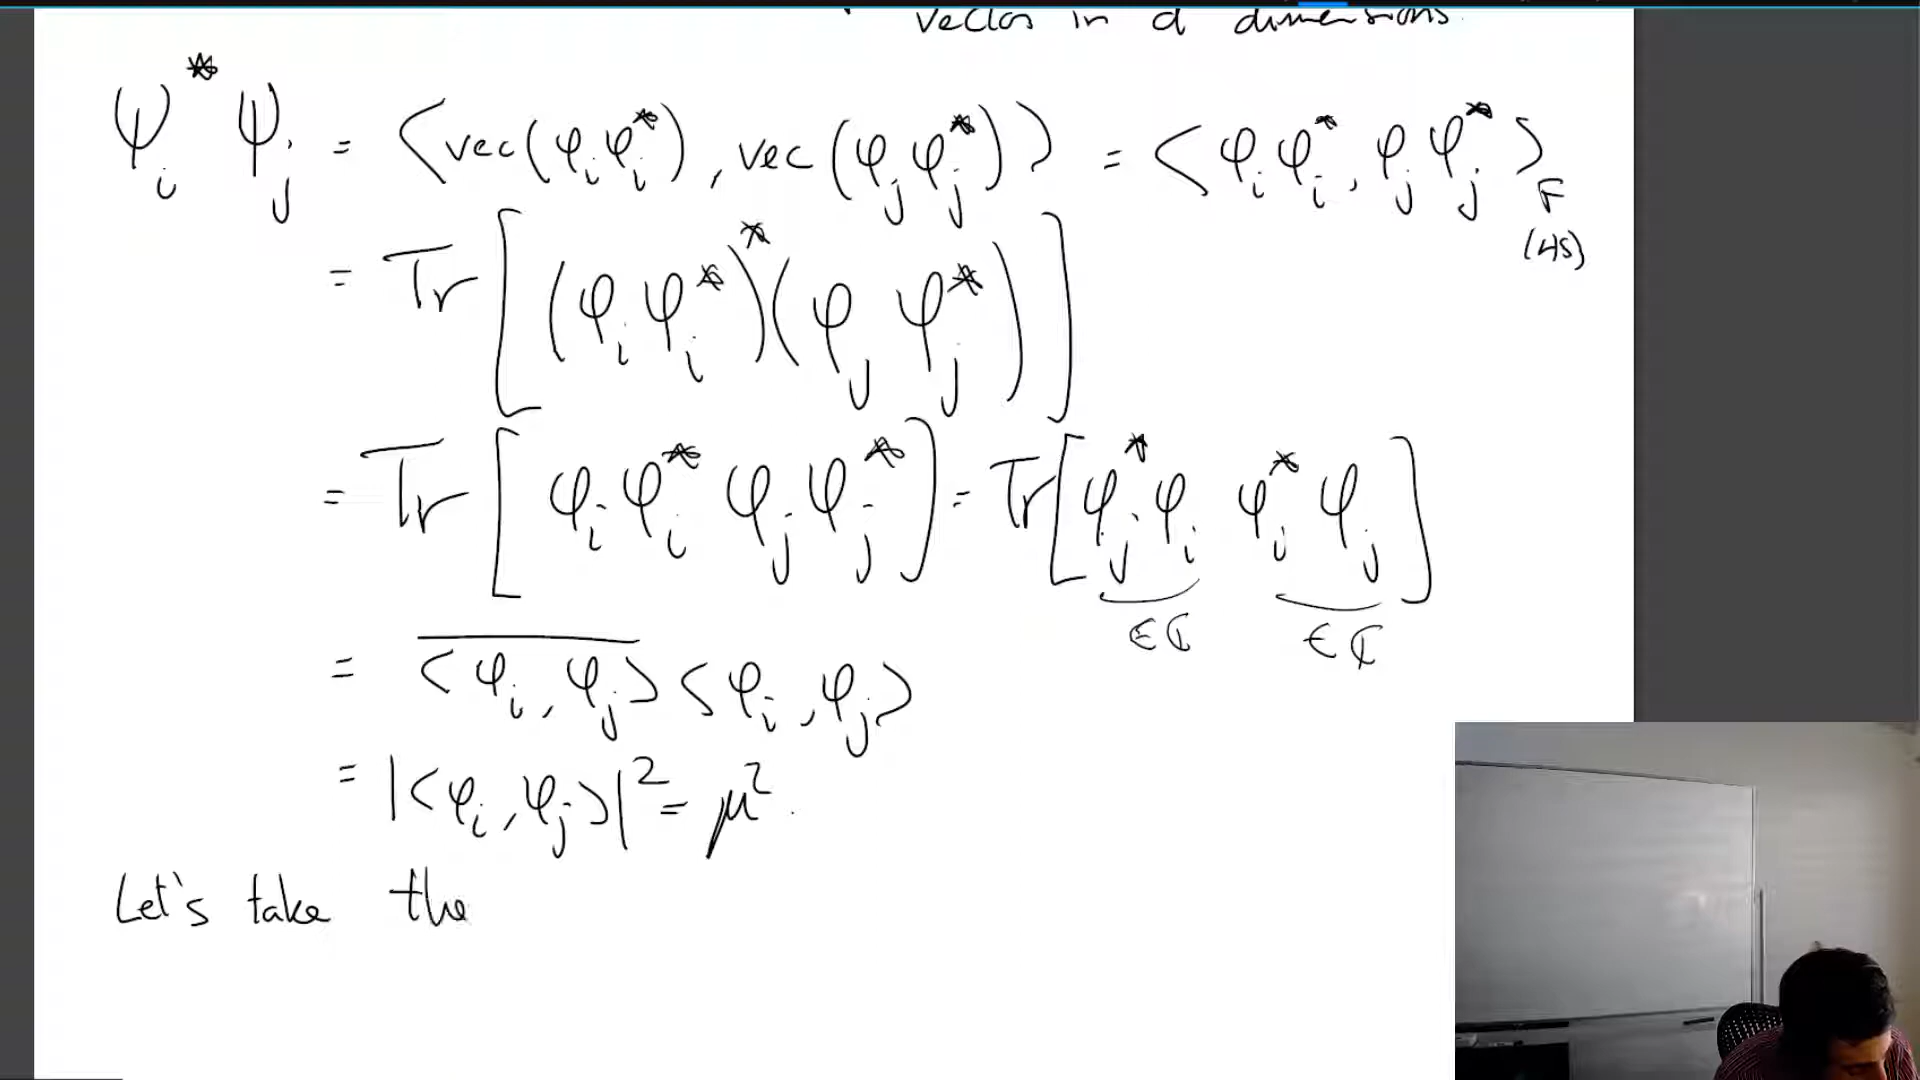 vectors in d dimensions.
Ψ_i^* Ψ_j = <vec(φ_i φ_i^*), vec(φ_j φ_j^*)> = <φ_i φ_i^*, φ_j φ_j^*>_F
(HS)
= Tr[(φ_i φ_i^*)^* (φ_j φ_j^*)]
= Tr[φ_i φ_i^* φ_j φ_j^*] = Tr[φ_j^* φ_i φ_i^* φ_j]
∈ ℂ ∈ ℂ
= \overline{<φ_i, φ_j>} <φ_i, φ_j>
= |<φ_i, φ_j>|^2 = μ^2.
Let's take the